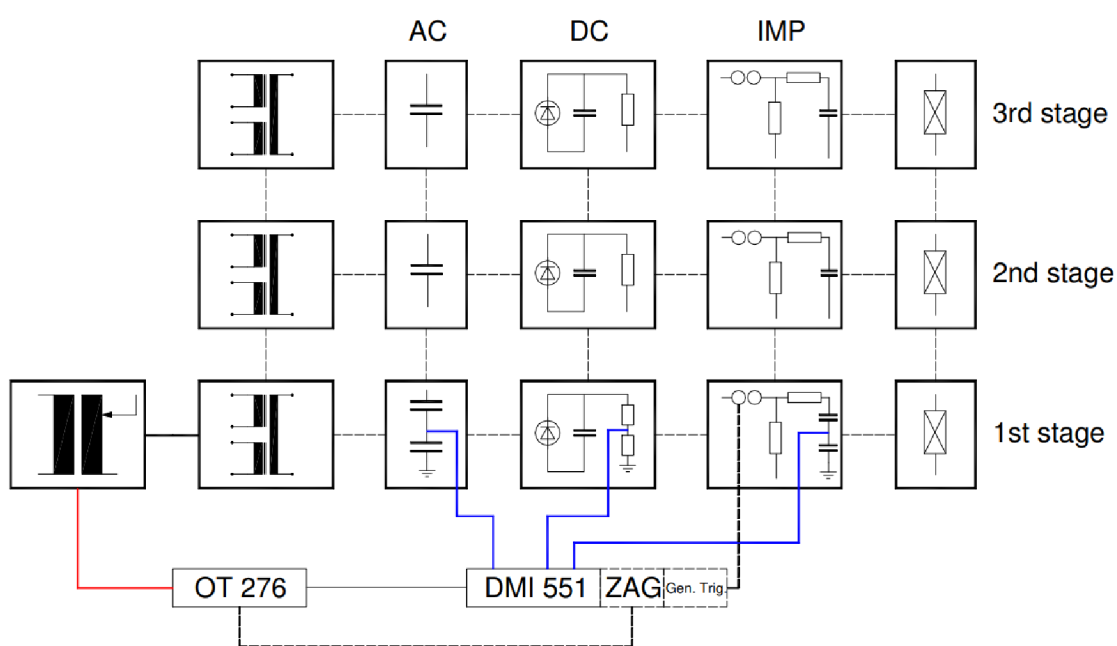 AC DC IMP
3rd stage
2nd stage
1st stage
OT 276 DMI 551 ZAG Gen. Trig.